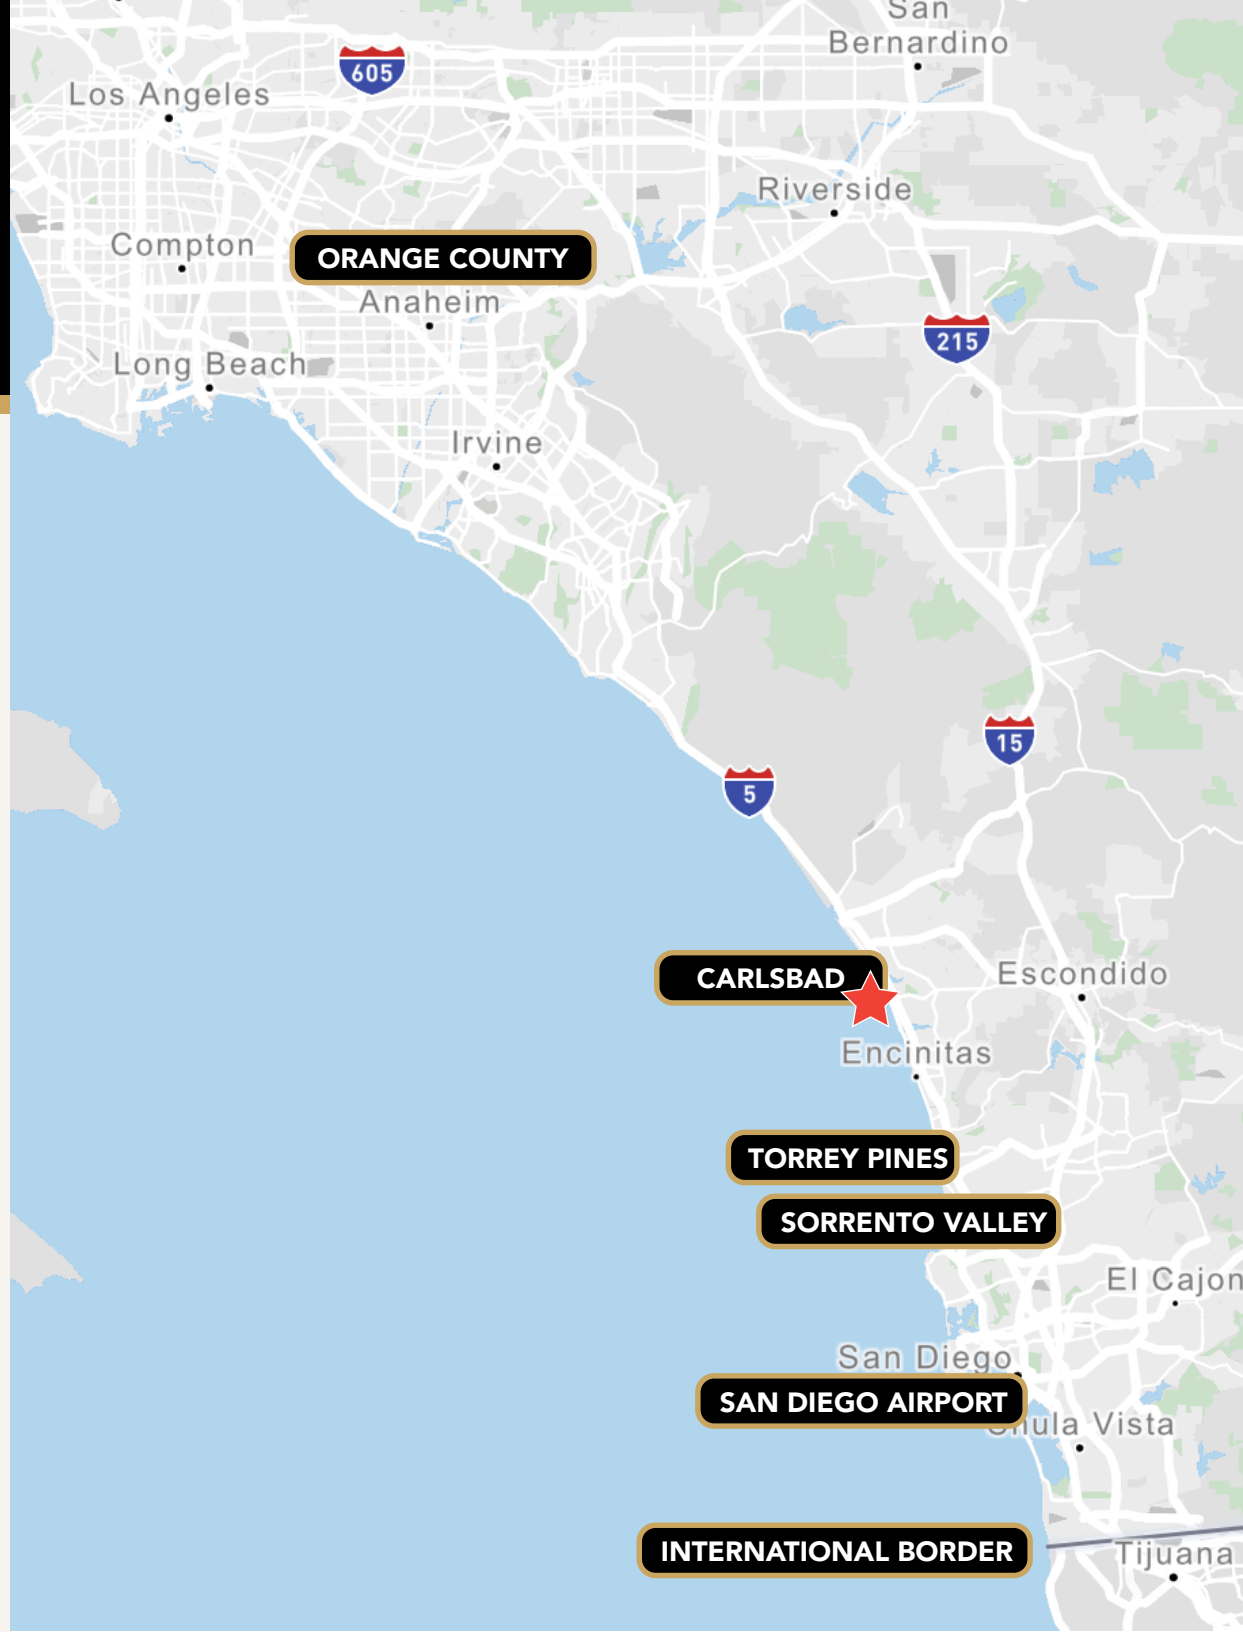 San
Bernardino
605
Los Angeles
Riverside
Compton
ORANGE COUNTY
Anaheim
215
Long Beach
Irvine
15
5
CARLSBAD
Escondido
Encinitas
TORREY PINES
SORRENTO VALLEY
El Cajon
San Diego
SAN DIEGO AIRPORT
hula Vista
INTERNATIONAL BORDER
Tijuana